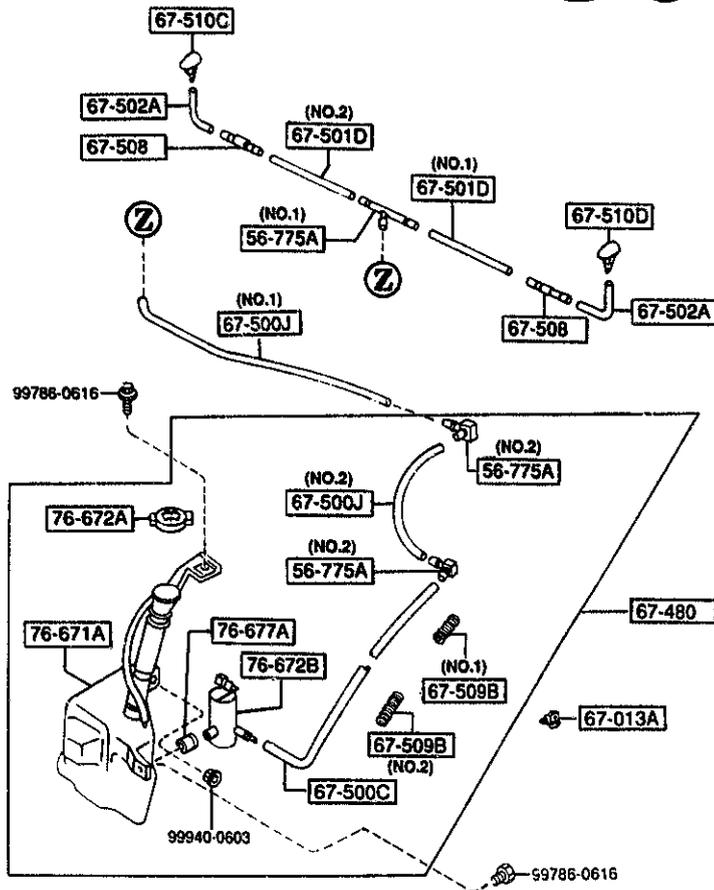 67-510C
67-502A
(NO.2)
67-501D
67-508
(NO.1)
67-501D
(NO.1)
56-775A
67-510D
Z
Z
67-508
67-502A
(NO.1)
67-500J
99786-0616
(NO.2)
56-775A
(NO.2)
67-500J
76-672A
(NO.2)
56-775A
67-480
76-671A
76-677A
76-672B
(NO.1)
67-509B
67-013A
67-509B
(NO.2)
67-500C
99940-0603
99786-0616